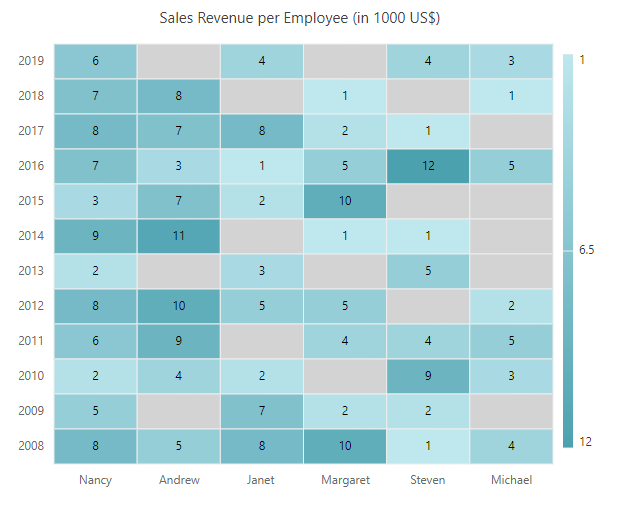 Sales Revenue per Employee (in 1000 US$)
2019 6 4 4 3 1
2018 7 8 1 1
2017 8 7 8 2 1
2016 7 3 1 5 12 5
2015 3 7 2 10
2014 9 11 1 1
2013 2 3 5 6.5
2012 8 10 5 5 2
2011 6 9 4 4 5
2010 2 4 2 9 3
2009 5 7 2 2
2008 8 5 8 10 1 4 12
Nancy Andrew Janet Margaret Steven Michael